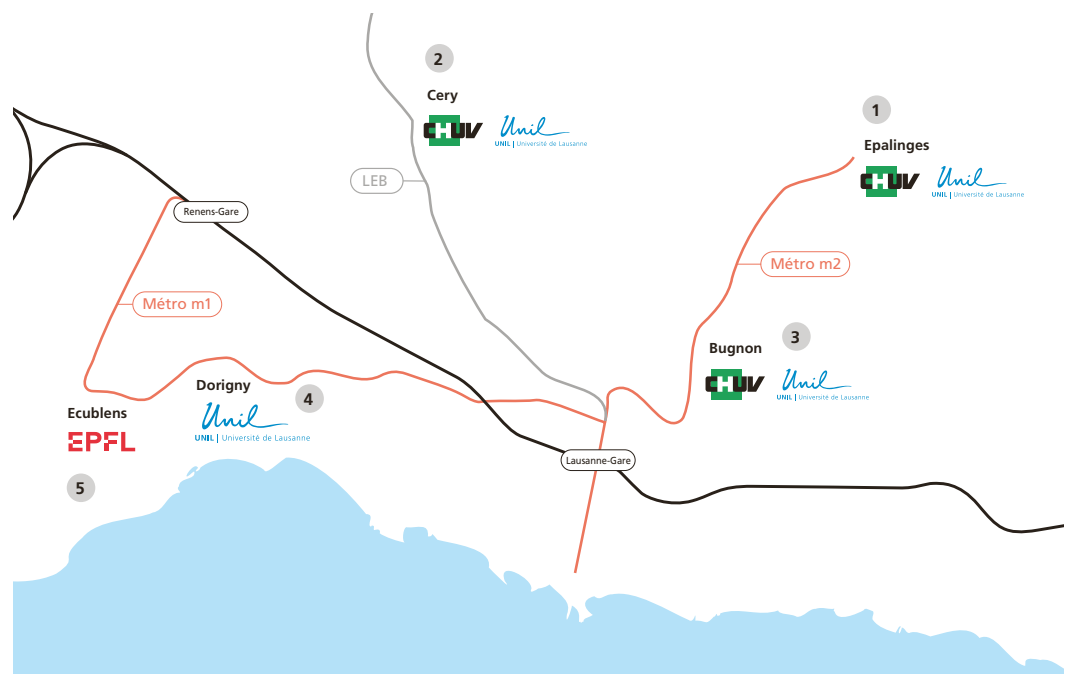 2
Cery
CHUV
Unil
UNIL | Université de Lausanne
1
Epalinges
CHUV
Unil
UNIL | Université de Lausanne
LEB
Renens-Gare
Métro m2
Métro m1
3
Bugnon
CHUV
Unil
UNIL | Université de Lausanne
4
Dorigny
Unil
UNIL | Université de Lausanne
Ecublens
EPFL
5
Lausanne-Gare